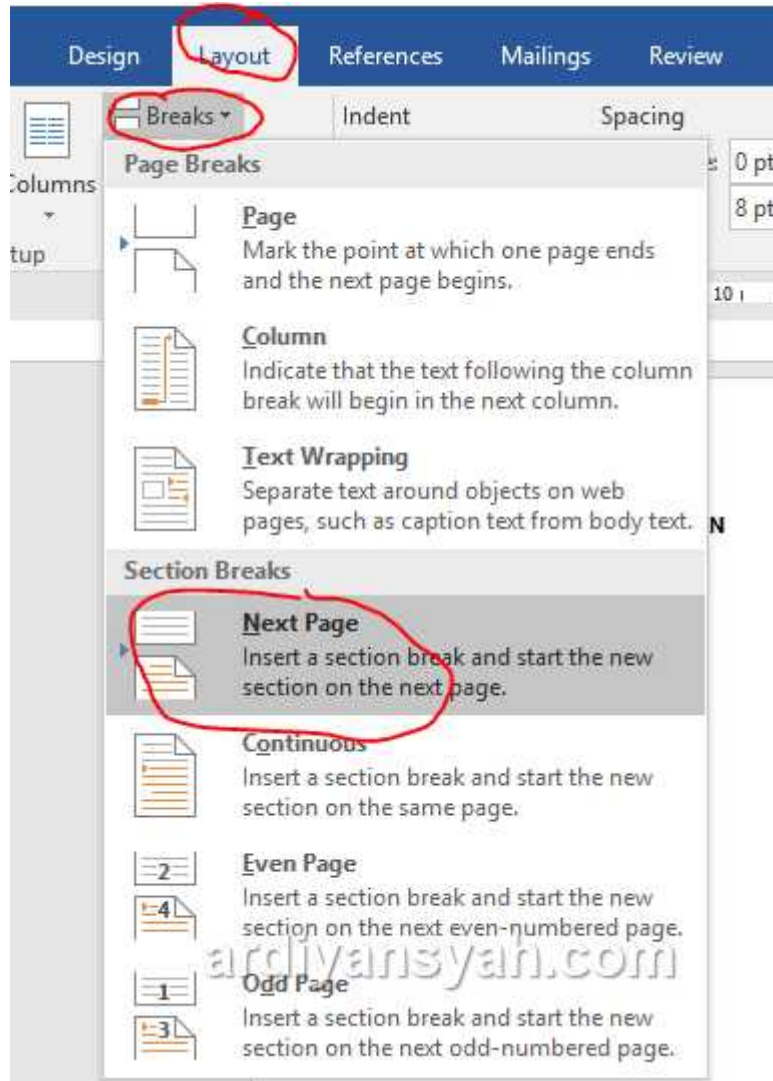 Design Layout References Mailings Review
Breaks Indent Spacing
Columns
tup
0 pt
8 pt
10
Page Breaks
Page
Mark the point at which one page ends
and the next page begins.
Column
Indicate that the text following the column
break will begin in the next column.
Text Wrapping
Separate text around objects on web
pages, such as caption text from body text.
N
Section Breaks
Next Page
Insert a section break and start the new
section on the next page.
Continuous
Insert a section break and start the new
section on the same page.
2
4
Even Page
Insert a section break and start the new
section on the next even-numbered page.
ardiyansyah.com
1
3
Odd Page
Insert a section break and start the new
section on the next odd-numbered page.